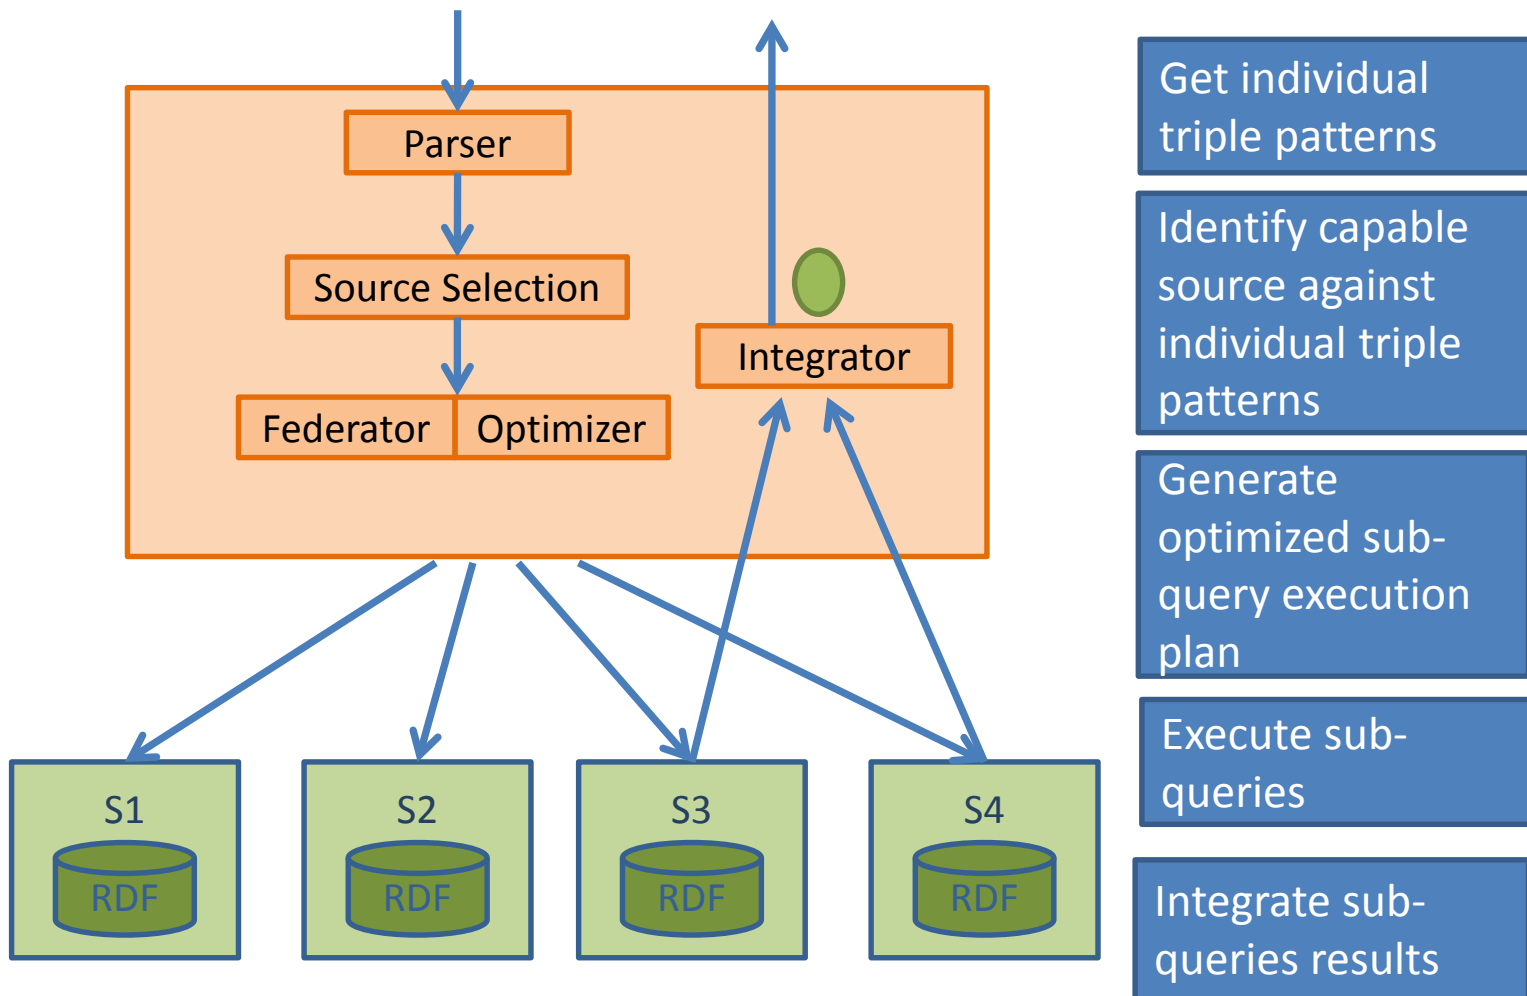 Parser
Source Selection
Federator
Optimizer
Integrator
S1
RDF
S2
RDF
S3
RDF
S4
RDF
Get individual
triple patterns
Identify capable
source against
individual triple
patterns
Generate
optimized sub-
query execution
plan
Execute sub-
queries
Integrate sub-
queries results